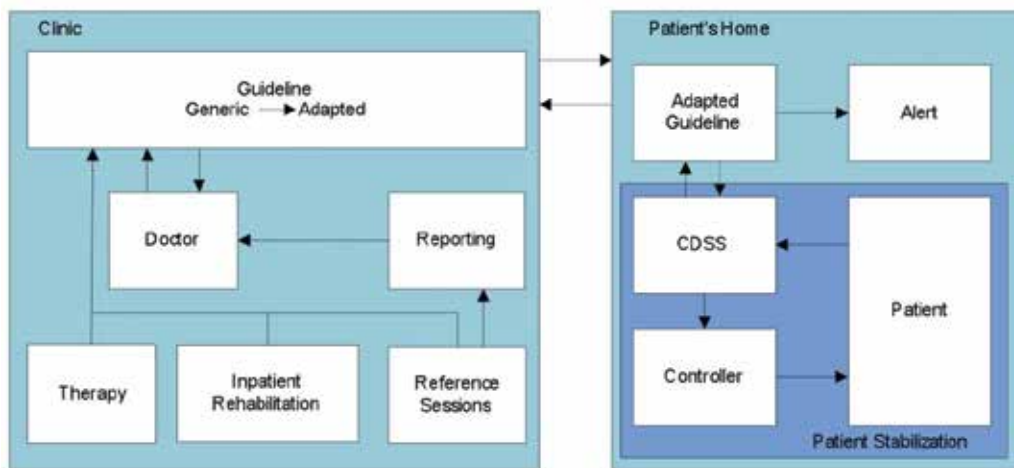 Clinic
Guideline
Generic Adapted
Doctor
Reporting
Therapy
Inpatient
Rehabilitation
Reference
Sessions
Patient's Home
Adapted
Guideline
Alert
CDSS
Patient
Controller
Patient Stabilization